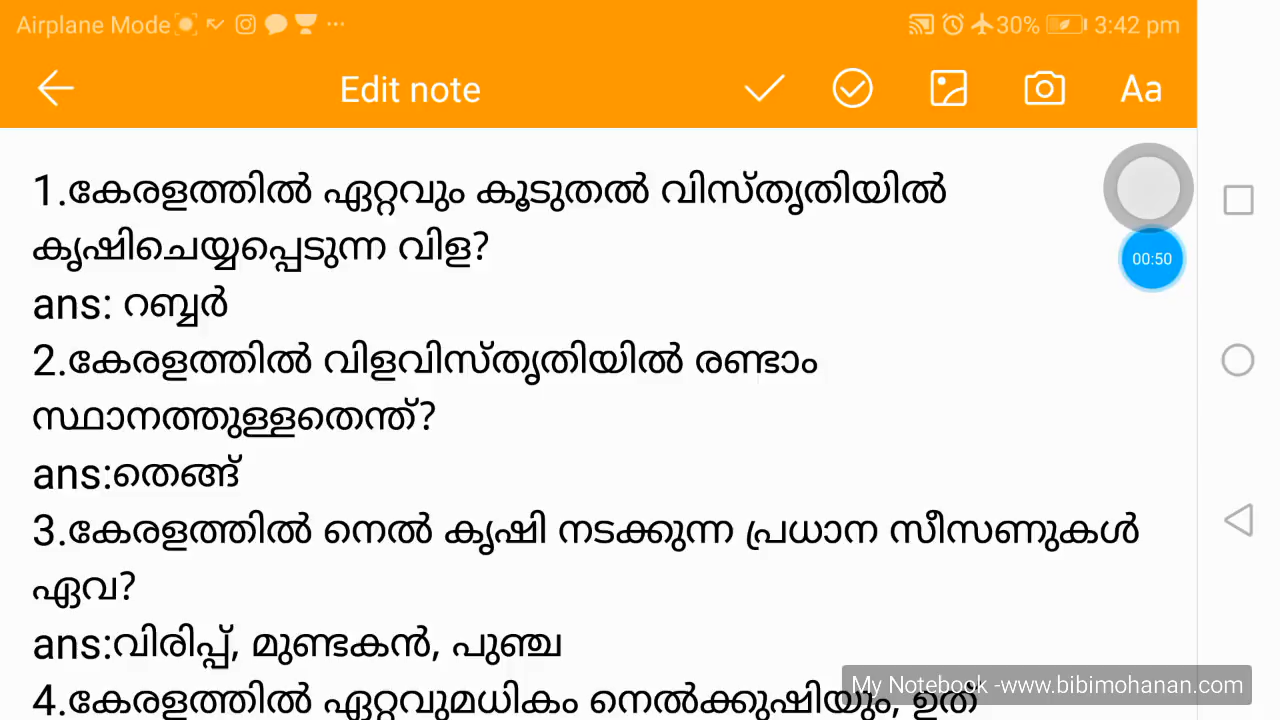 Airplane Mode
30%
3:42 pm
Edit note
Aa
1.കേരളത്തിൽ ഏറ്റവും കൂടുതൽ വിസ്തൃതിയിൽ
കൃഷിചെയ്യപ്പെടുന്ന വിള?
00:50
ans: റബ്ബർ
2.കേരളത്തിൽ വിളവിസ്തൃതിയിൽ രണ്ടാം
സ്ഥാനത്തുള്ളതെന്ത്?
ans:തെങ്ങ്
3.കേരളത്തിൽ നെൽ കൃഷി നടക്കുന്ന പ്രധാന സീസണുകൾ
ഏവ?
ans:വിരിപ്പ്, മുണ്ടകൻ, പുഞ്ച
4.കേരളത്തിൽ ഏറ്റവുമധികം നെൽക്കൃഷിയും,
My Notebook -www.bibimohanan.com